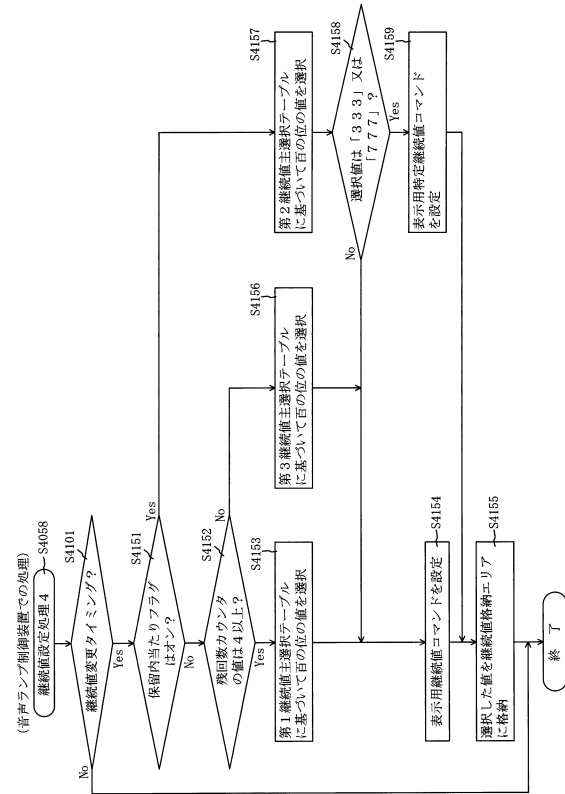 (音声ランプ制御装置での処理)
継続値設定処理4
S4058
継続値変更タイミング?
S4101
No
Yes
保留内当たりフラグ
はオン?
S4151
Yes
No
残回数カウンタ
の値は4以上?
S4152
No
Yes
第1継続値主選択テーブル
に基づいて百の位の値を選択
S4153
第3継続値主選択テーブル
に基づいて百の位の値を選択
S4156
第2継続値主選択テーブル
に基づいて百の位の値を選択
S4157
選択値は「333」又は
「777」?
S4158
No
Yes
表示用特定継続値コマンド
を設定
S4159
表示用継続値コマンドを設定
S4154
選択した値を継続値格納エリア
に格納
S4155
終 了